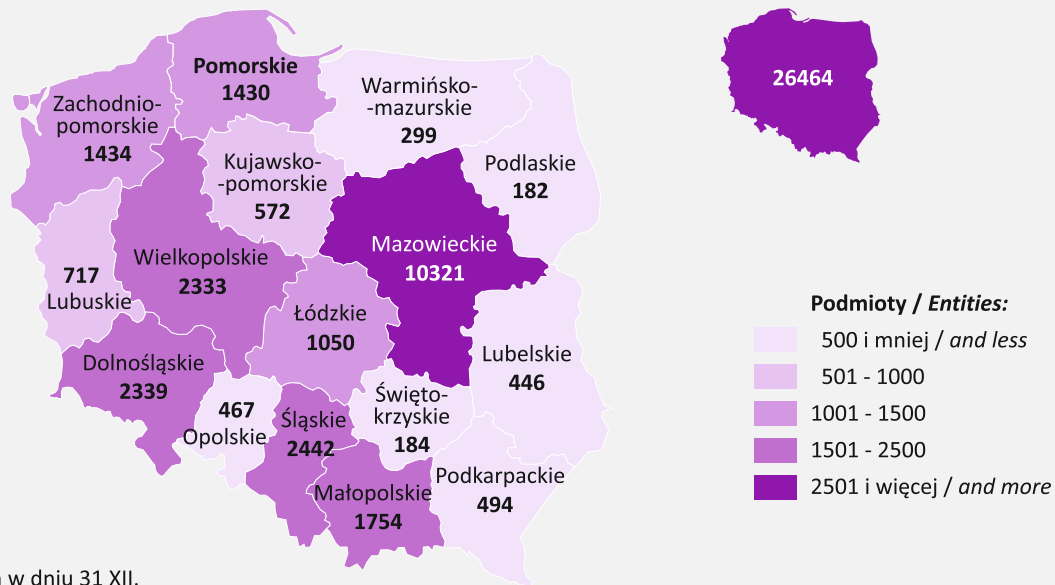 Pomorskie
1430
Zachodnio-
pomorskie
1434
Warmińsko-
-mazurskie
299
Podlaskie
182
Kujawsko-
-pomorskie
572
Mazowieckie
10321
Wielkopolskie
2333
717
Lubuskie
Łódzkie
1050
Lubelskie
446
Dolnośląskie
2339
467
Opolskie
Śląskie
2442
Święto-
krzyskie
184
Małopolskie
1754
Podkarpackie
494
26464
Podmioty / Entities:
500 i mniej / and less
501 - 1000
1001 - 1500
1501 - 2500
2501 i więcej / and more
w dniu 31 XII.